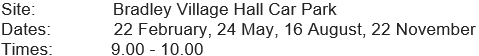 Site: Bradley Village Hall Car Park
Dates: 22 February, 24 May, 16 August, 22 November
Times: 9.00 - 10.00